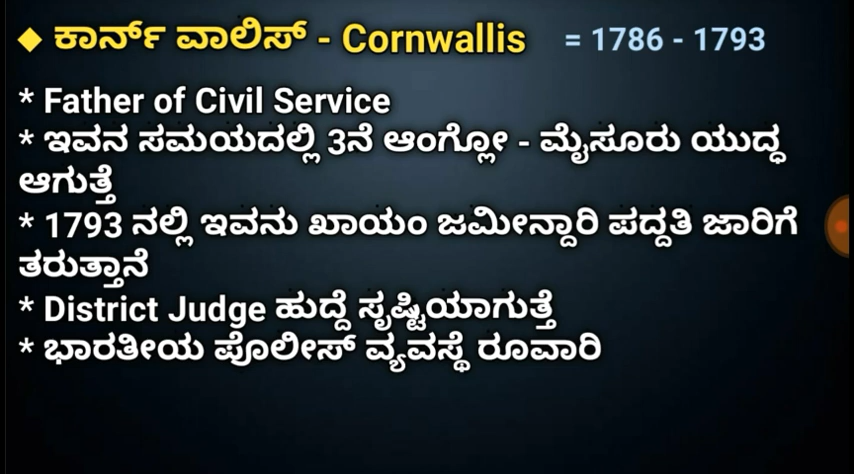 ◆ ಕಾರ್ನ್ ವಾಲಿಸ್ - Cornwallis = 1786 - 1793
* Father of Civil Service
* ಇವನ ಸಮಯದಲ್ಲಿ 3ನೆ ಆಂಗ್ಲೋ - ಮೈಸೂರು ಯುದ್ಧ
ಆಗುತ್ತೆ
* 1793 ನಲ್ಲಿ ಇವನು ಖಾಯಂ ಜಮೀನ್ದಾರಿ ಪದ್ದತಿ ಜಾರಿಗೆ
ತರುತ್ತಾನೆ
* District Judge ಹುದ್ದೆ ಸೃಷ್ಟಿಯಾಗುತ್ತೆ
* ಭಾರತೀಯ ಪೊಲೀಸ್ ವ್ಯವಸ್ಥೆ ರೂವಾರಿ